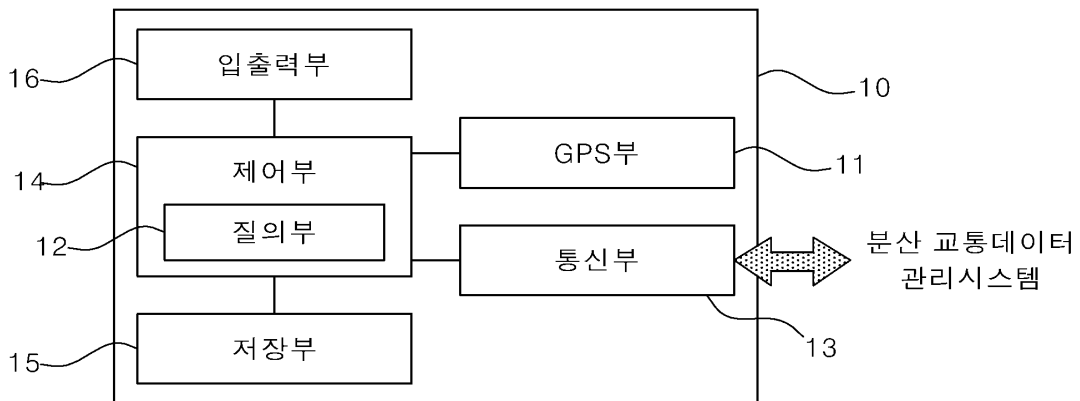 16
입출력부
10
14
제어부
GPS부
11
12
질의부
통신부
분산 교통데이터
관리시스템
13
15
저장부